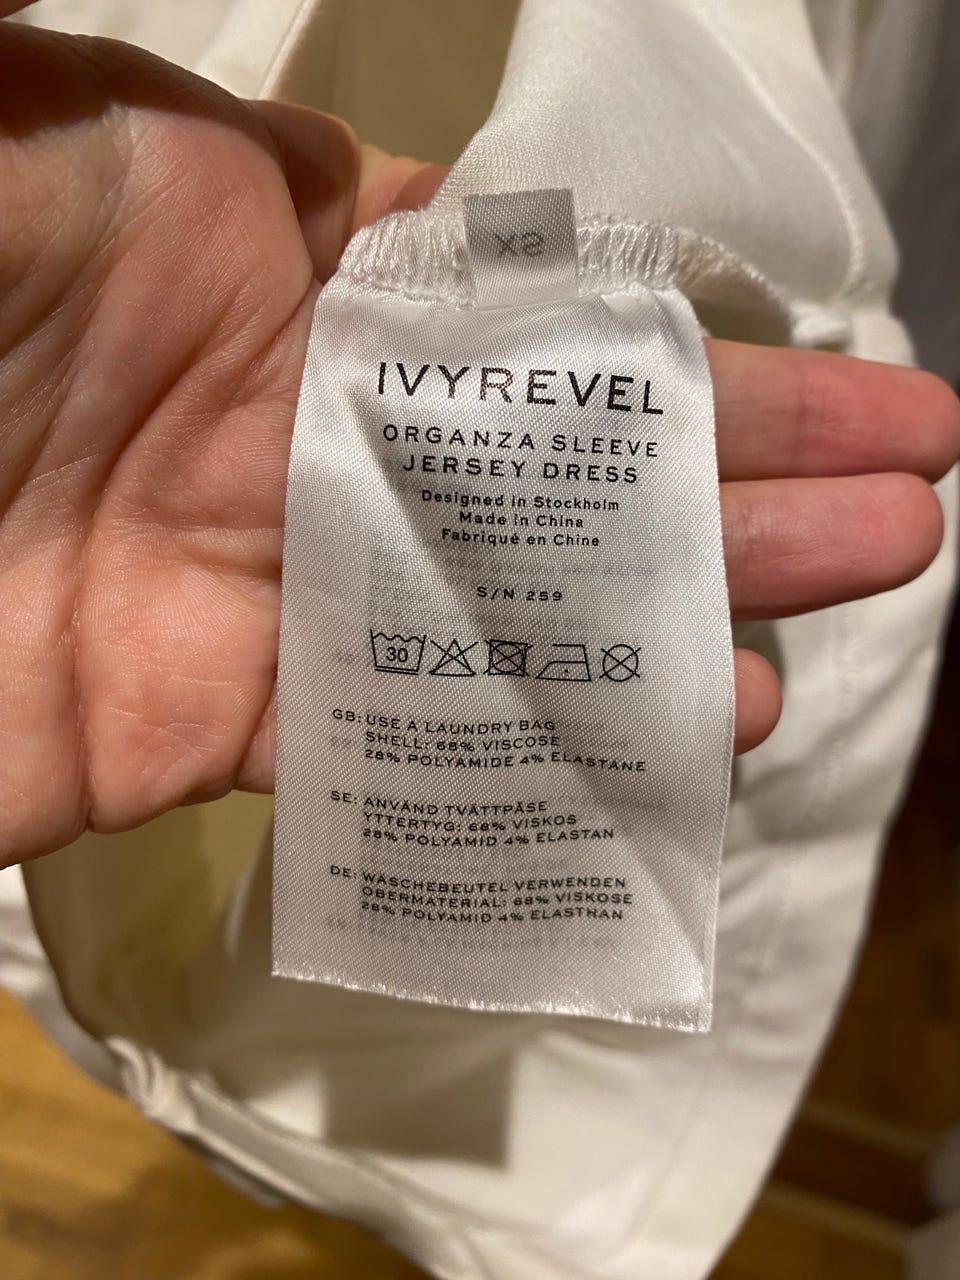 XS
IVYREVEL
ORGANZA SLEEVE
JERSEY DRESS
Designed in Stockholm
Made in China
Fabriqué en Chine
S/N 259
30
GB: USE A LAUNDRY BAG
SHELL: 68% VISCOSE
28% POLYAMIDE 4% ELASTANE
SE: ANVÄND TVÄTTPÅSE
YTTERTYG: 68% VISKOS
28% POLYAMID 4% ELASTAN
DE: WÄSCHEBEUTEL VERWENDEN
OBERMATERIAL: 68% VISKOSE
28% POLYAMID 4% ELASTHAN